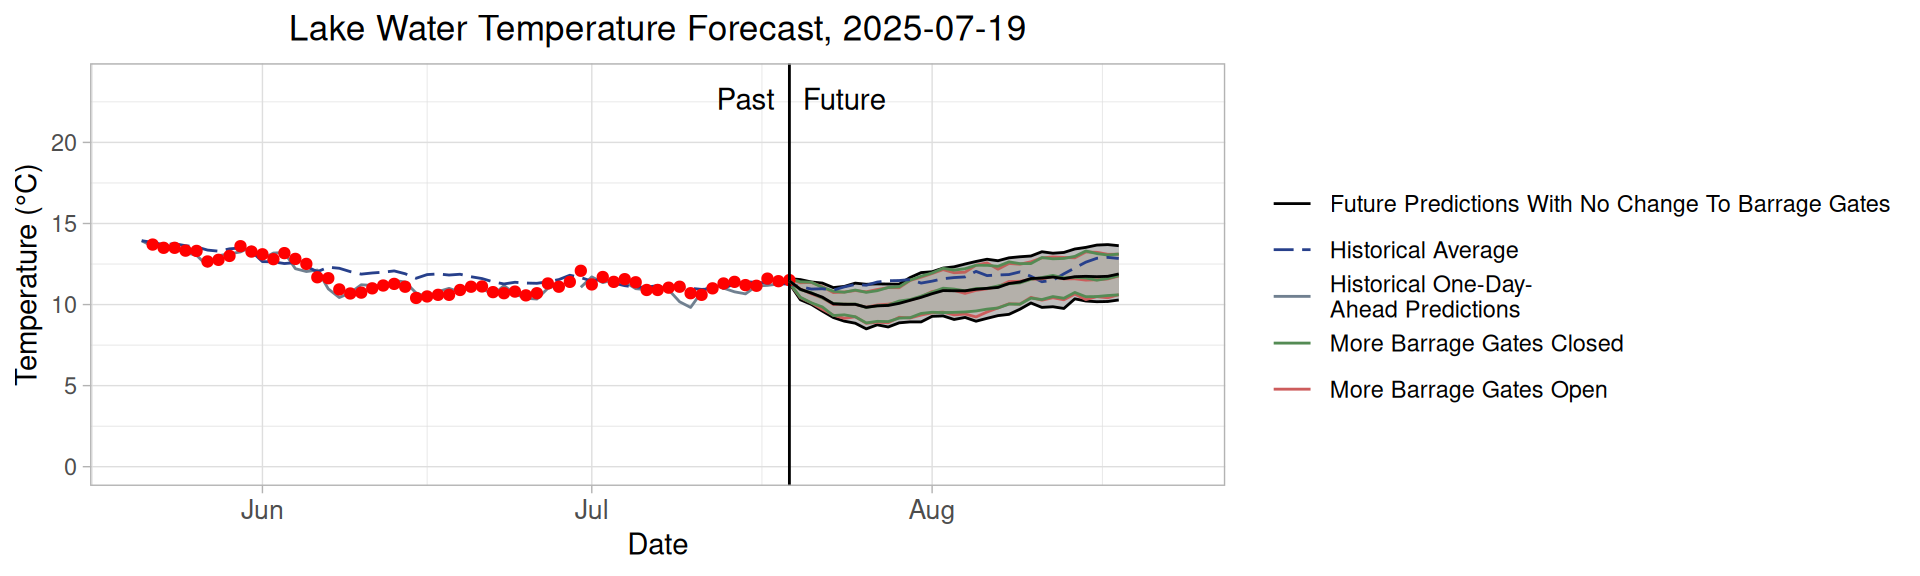 Lake Water Temperature Forecast, 2025-07-19
Past
Future
20
15
10
5
0
Temperature (°C)
Jun
Jul
Aug
Date
Future Predictions With No Change To Barrage Gates
Historical Average
Historical One-Day-
Ahead Predictions
More Barrage Gates Closed
More Barrage Gates Open